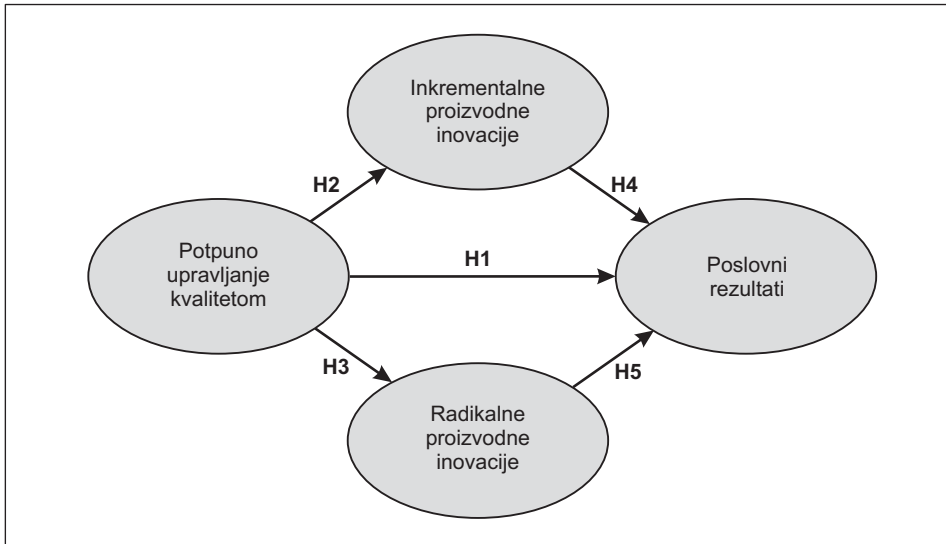 Inkrementalne
proizvodne
inovacije
H2
H4
Potpuno
upravljanje
kvalitetom
H1
Poslovni
rezultati
H3
H5
Radikalne
proizvodne
inovacije